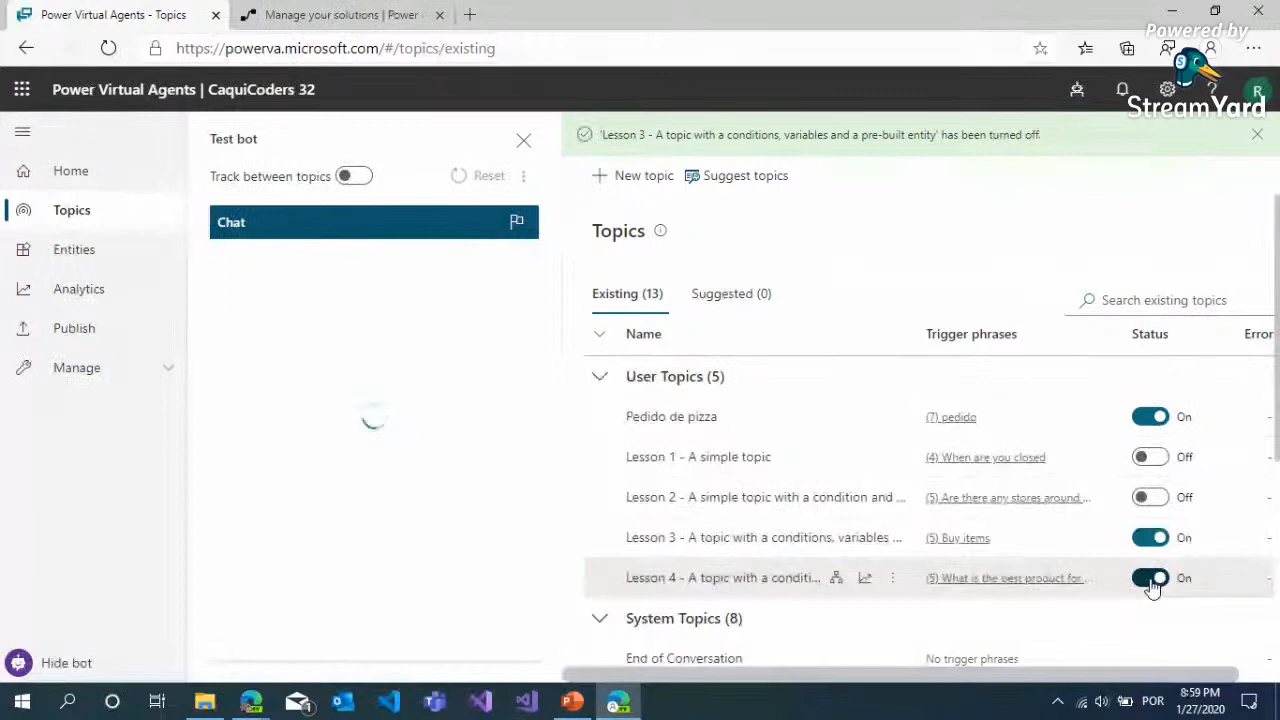 Power Virtual Agents - Topics
Manage your solutions | Power
https://powerva.microsoft.com/#/topics/existing
Powered by
StreamYard
Power Virtual Agents | CaquiCoders 32
R
Home
Topics
Entities
Analytics
Publish
Manage
Hide bot
Test bot
Track between topics
Reset
Chat
'Lesson 3 - A topic with a conditions, variables and a pre-built entity' has been turned off.
New topic
Suggest topics
Topics
Existing (13)
Suggested (0)
Search existing topics
Name Trigger phrases Status Error
User Topics (5)
Pedido de pizza (7) pedido On -
Lesson 1 - A simple topic (4) When are you closed Off -
Lesson 2 - A simple topic with a condition and ... (5) Are there any stores around ... Off -
Lesson 3 - A topic with a conditions, variables ... (5) Buy items On -
Lesson 4 - A topic with a conditi... (5) What is the best product for ... On -
System Topics (8)
End of Conversation No trigger phrases -
POR
8:59 PM
1/27/2020